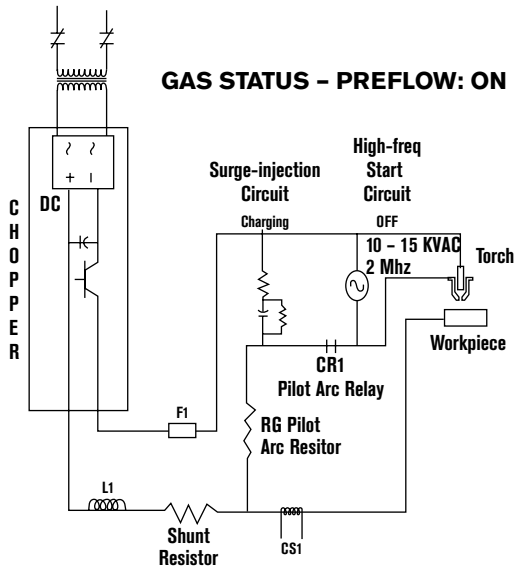 GAS STATUS – PREFLOW: ON
CHOPPER
~ ~
+ –
DC
Surge-injection
Circuit
Charging
High-freq
Start
Circuit
OFF
10 – 15 KVAC
2 Mhz
~
Torch
Workpiece
CR1
Pilot Arc Relay
F1
RG Pilot
Arc Resitor
L1
Shunt
Resistor
CS1